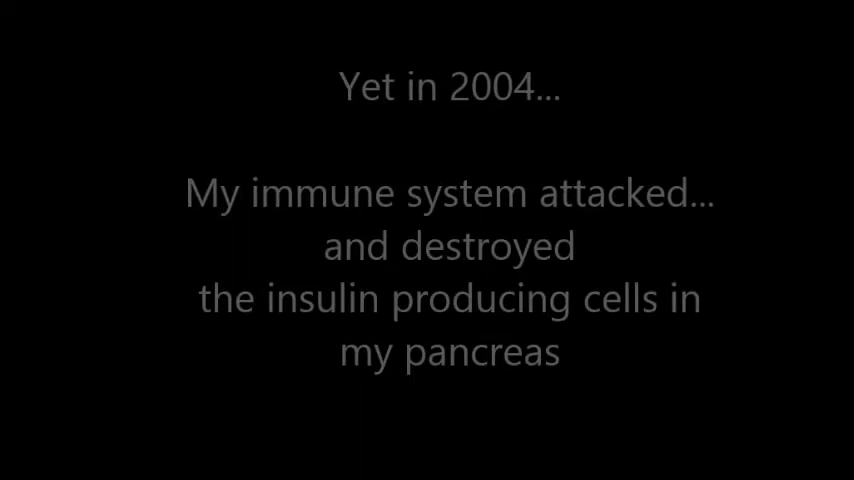 Yet in 2004...
My immune system attacked...
and destroyed
the insulin producing cells in
my pancreas